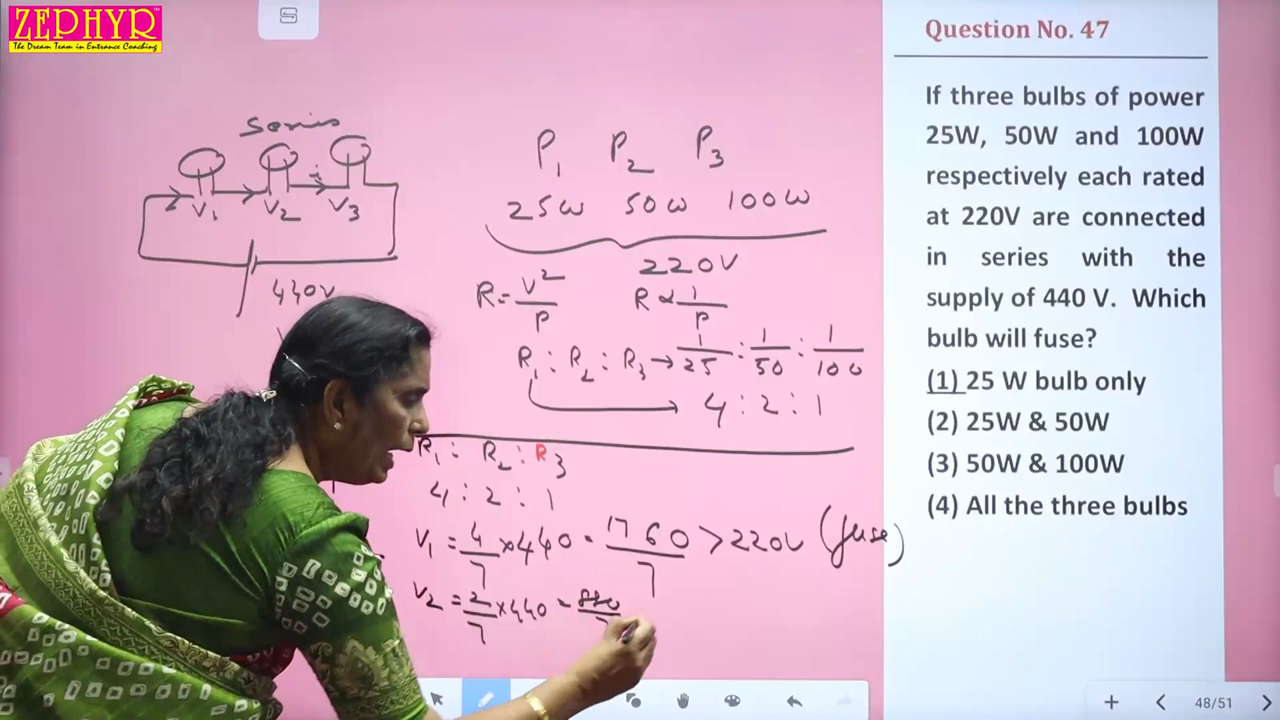 ZEPHYR™
The Dream Team in Entrance Coaching
Series
V1 V2 i V3
440V
P1 P2 P3
25W 50W 100W
220V
R = V²/P R ∝ 1/P
R1 : R2 : R3 → 1/25 : 1/50 : 1/100
4 : 2 : 1
R1 : R2 : R3
4 : 2 : 1
V1 = 4/7 × 440 = 1760/7 > 220V (fuse)
V2 = 2/7 × 440 = 880/7
Question No. 47
If three bulbs of power
25W, 50W and 100W
respectively each rated
at 220V are connected
in series with the
supply of 440 V. Which
bulb will fuse?
(1) 25 W bulb only
(2) 25W & 50W
(3) 50W & 100W
(4) All the three bulbs
48/51